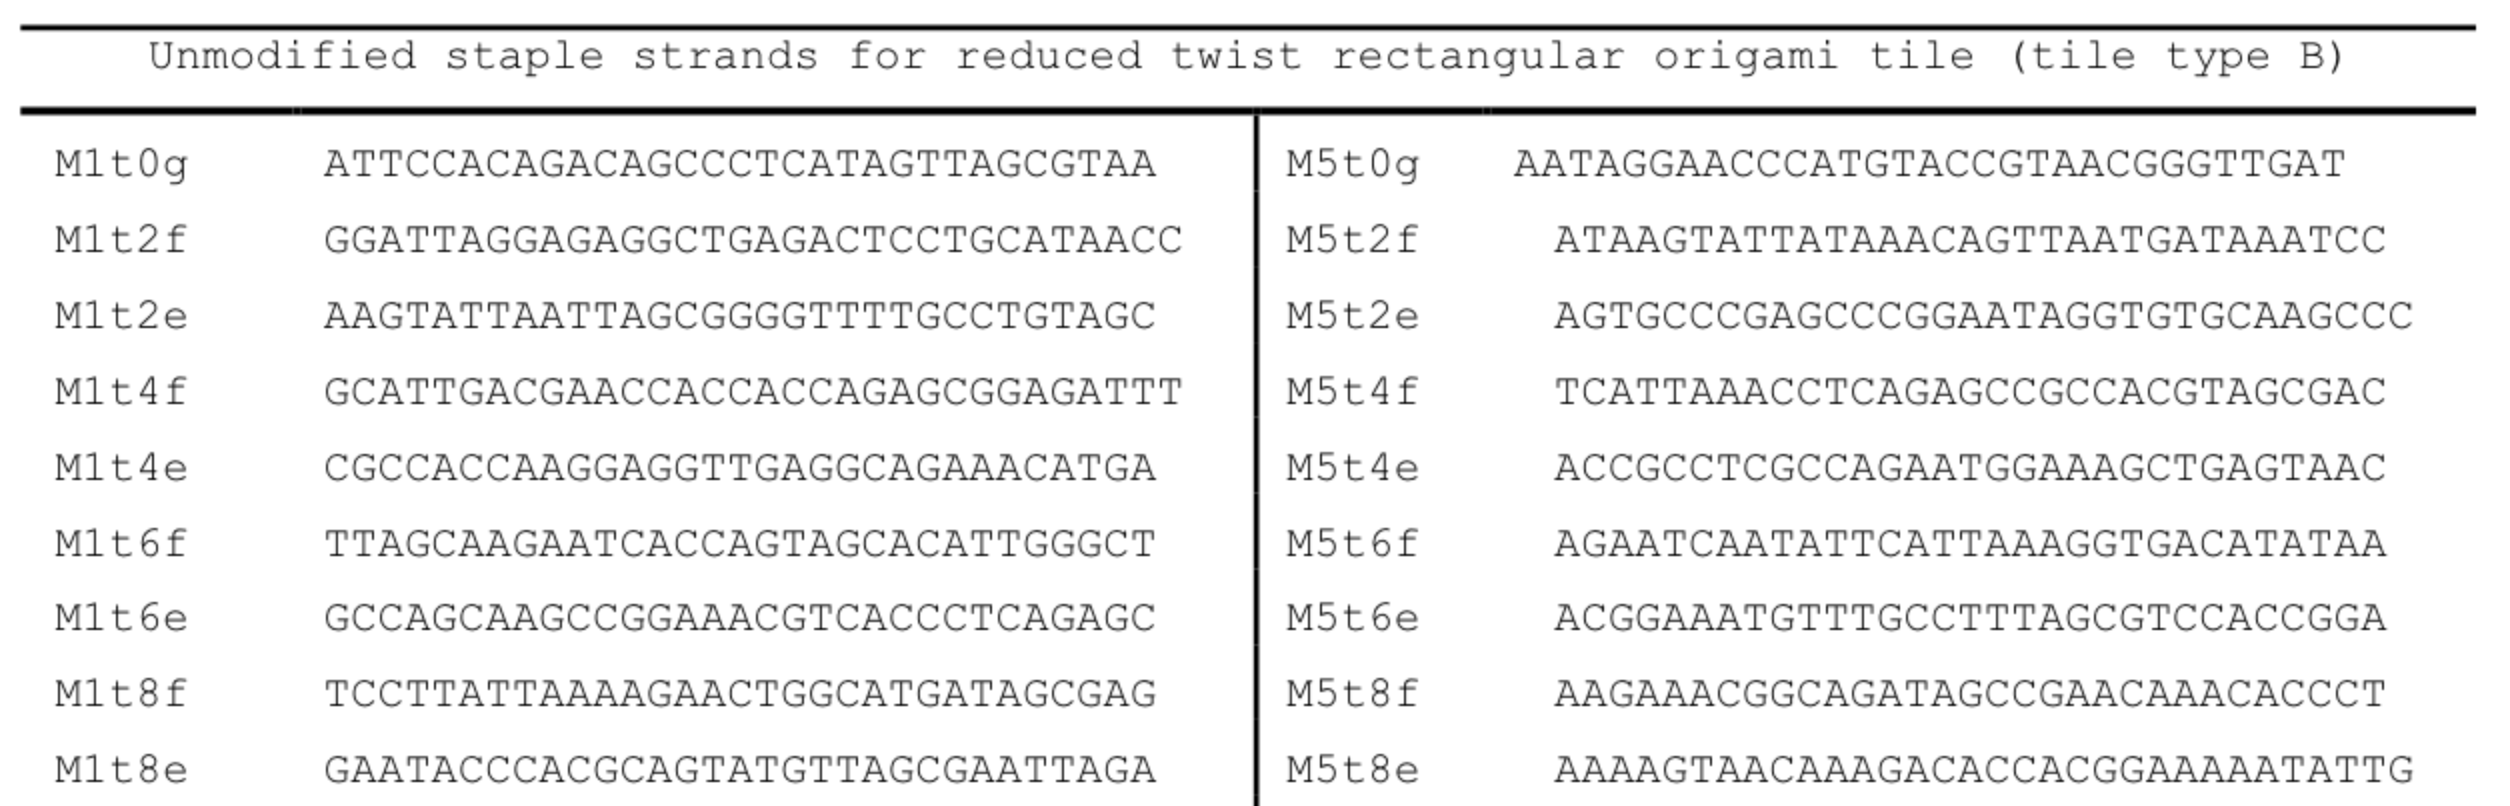 Unmodified staple strands for reduced twist rectangular origami tile (tile type B)
M1t0g ATTCCACAGACAGCCCTCATAGTTAGCGTAA M5t0g AATAGGAACCCATGTACCGTAACGGGTTGAT
M1t2f GGATTAGGAGAGGCTGAGACTCCTGCATAACC M5t2f ATAAGTATTATAAACAGTTAATGATAAATCC
M1t2e AAGTATTAATTAGCGGGGTTTTGCCTGTAGC M5t2e AGTGCCCGAGCCCGGAATAGGTGTGCAAGCCC
M1t4f GCATTGACGAACCACCACCAGAGCGGAGATTT M5t4f TCATTAAACCTCAGAGCCGCCACGTAGCGAC
M1t4e CGCCACCAAGGAGGTTGAGGCAGAAACATGA M5t4e ACCGCCTCGCCAGAATGGAAAGCTGAGTAAC
M1t6f TTAGCAAGAATCACCAGTAGCACATTGGGCT M5t6f AGAATCAATATTCATTAAAGGTGACATATAA
M1t6e GCCAGCAAGCCGGAAACGTCACCCTCAGAGC M5t6e ACGGAAATGTTTGCCTTTAGCGTCCACCGGA
M1t8f TCCTTATTAAAAGAACTGGCATGATAGCGAG M5t8f AAGAAACGGCAGATAGCCGAACAAACACCCT
M1t8e GAATACCCACGCAGTATGTTAGCGAATTAGA M5t8e AAAAGTAACAAAGACACCACGGAAAAATATTG